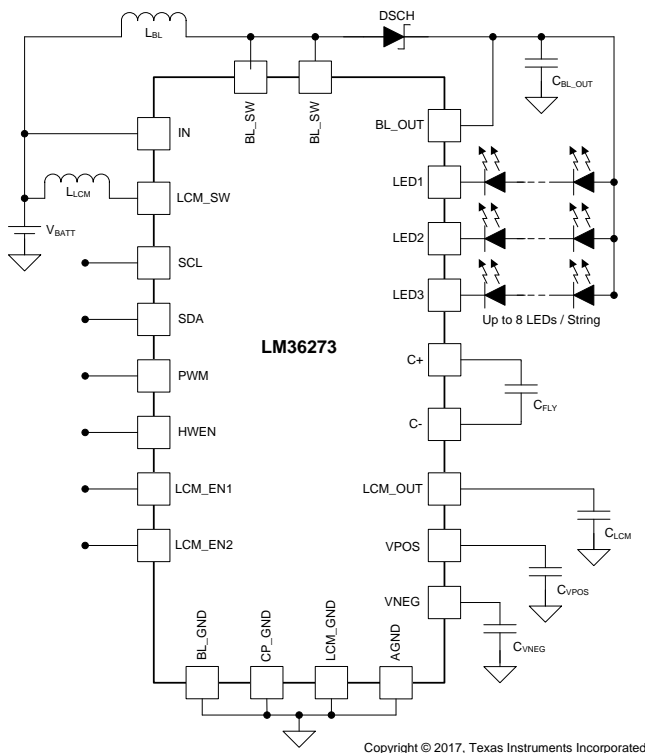 DSCH
LBL
CBL_OUT
BL_SW
BL_SW
BL_OUT
IN
LED1
LLCM
LCM_SW
VBATT
LED2
SCL
LED3
SDA
Up to 8 LEDs / String
LM36273
C+
PWM
CFLY
C-
HWEN
LCM_EN1
LCM_OUT
CLCM
LCM_EN2
VPOS
CVPOS
VNEG
CVNEG
BL_GND
CP_GND
LCM_GND
AGND
Copyright © 2017, Texas Instruments Incorporated